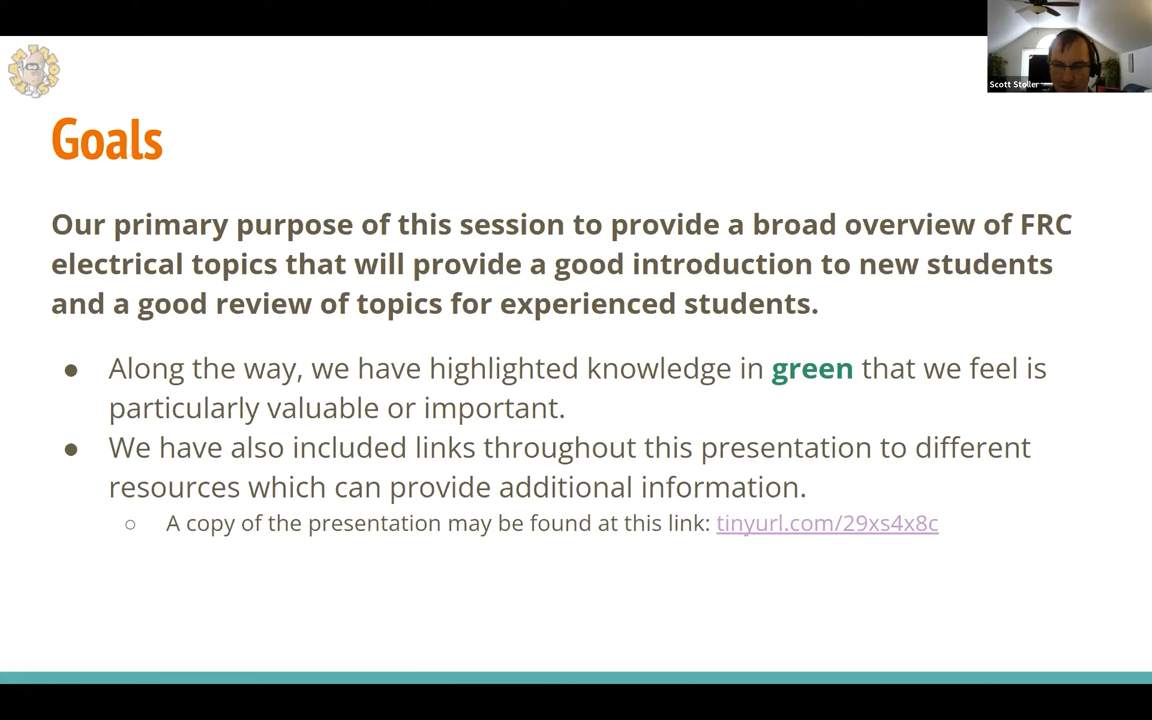 Scott Stoller
Goals
Our primary purpose of this session to provide a broad overview of FRC
electrical topics that will provide a good introduction to new students
and a good review of topics for experienced students.
● Along the way, we have highlighted knowledge in green that we feel is
particularly valuable or important.
● We have also included links throughout this presentation to different
resources which can provide additional information.
○ A copy of the presentation may be found at this link: tinyurl.com/29xs4x8c